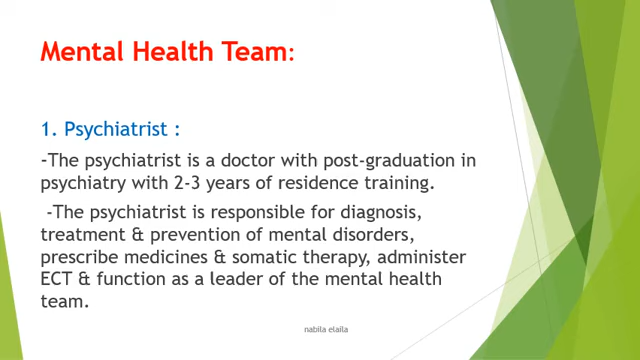 Mental Health Team:
1. Psychiatrist :
-The psychiatrist is a doctor with post-graduation in
psychiatry with 2-3 years of residence training.
-The psychiatrist is responsible for diagnosis,
treatment & prevention of mental disorders,
prescribe medicines & somatic therapy, administer
ECT & function as a leader of the mental health
team.
nabila elaila